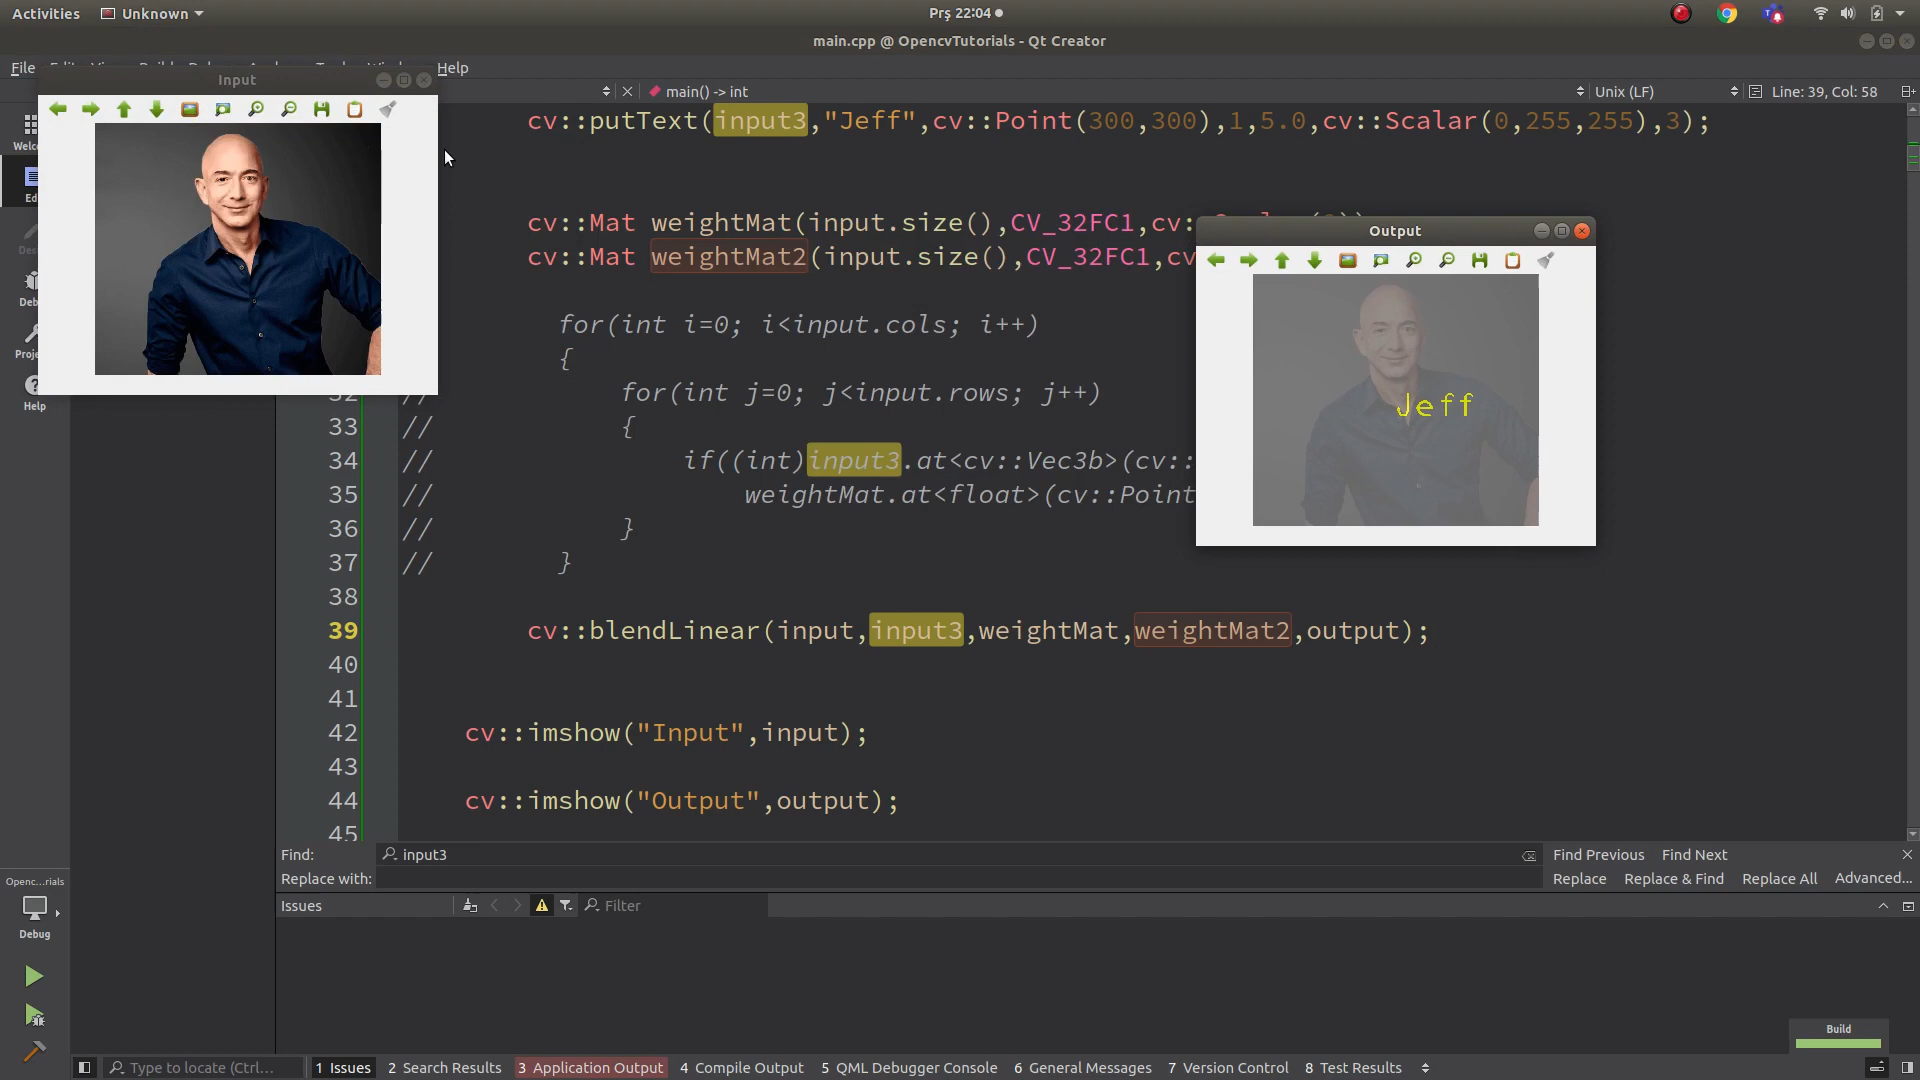 Activities Unknown Prş 22:04
main.cpp @ OpencvTutorials - Qt Creator
File Help
Input
main() -> int Unix (LF) Line: 39, Col: 58
cv::putText(input3,"Jeff",cv::Point(300,300),1,5.0,cv::Scalar(0,255,255),3);
cv::Mat weightMat(input.size(),CV_32FC1,cv:
cv::Mat weightMat2(input.size(),CV_32FC1,cv
Output
for(int i=0; i<input.cols; i++)
{
for(int j=0; j<input.rows; j++)
33 // {
34 // if((int)input3.at<cv::Vec3b>(cv::
35 // weightMat.at<float>(cv::Point
36 // }
37 // }
Jeff
38
39 cv::blendLinear(input,input3,weightMat,weightMat2,output);
40
41
42 cv::imshow("Input",input);
43
44 cv::imshow("Output",output);
45
Help
Find: input3 Find Previous Find Next
Replace with: Replace Replace & Find Replace All Advanced...
Issues Filter
Openc...rials
Debug
Build
Type to locate (Ctrl... 1 Issues 2 Search Results 3 Application Output 4 Compile Output 5 QML Debugger Console 6 General Messages 7 Version Control 8 Test Results